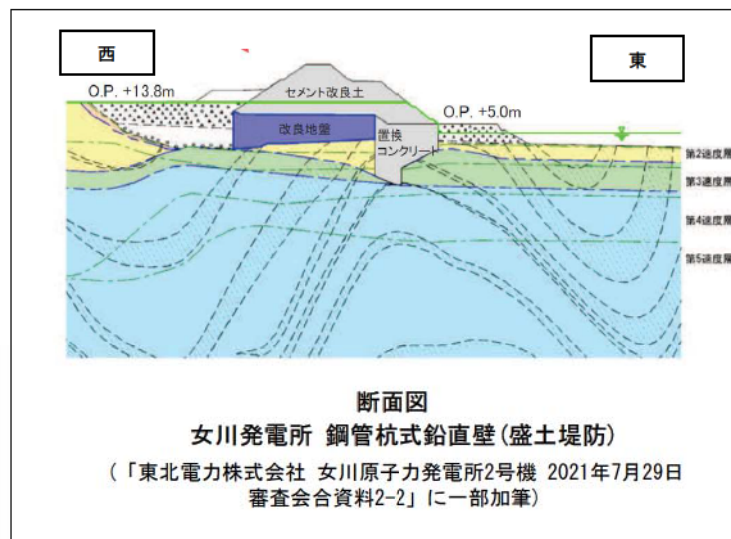 西
東
O.P. +13.8m
セメント改良土
O.P. +5.0m
改良地盤
置換
コンクリート
第2速度層
第3速度層
第4速度層
第5速度層
断面図
女川発電所 鋼管杭式鉛直壁(盛土堤防)
(「東北電力株式会社 女川原子力発電所2号機 2021年7月29日
審査会合資料2-2」に一部加筆)